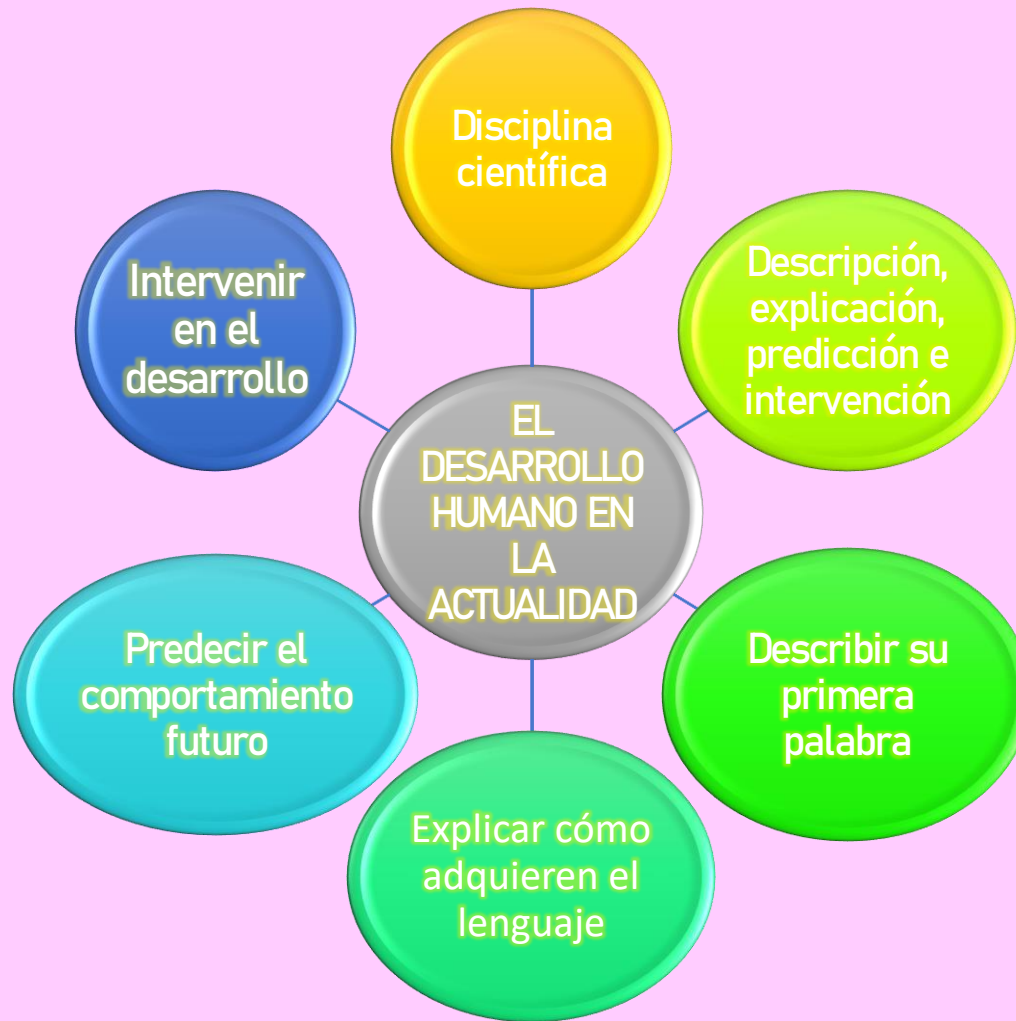 Disciplina
científica
Descripción,
explicación,
predicción e
intervención
Describir su
primera
palabra
Explicar cómo
adquieren el
lenguaje
Predecir el
comportamiento
futuro
Intervenir
en el
desarrollo
EL
DESARROLLO
HUMANO EN
LA
ACTUALIDAD